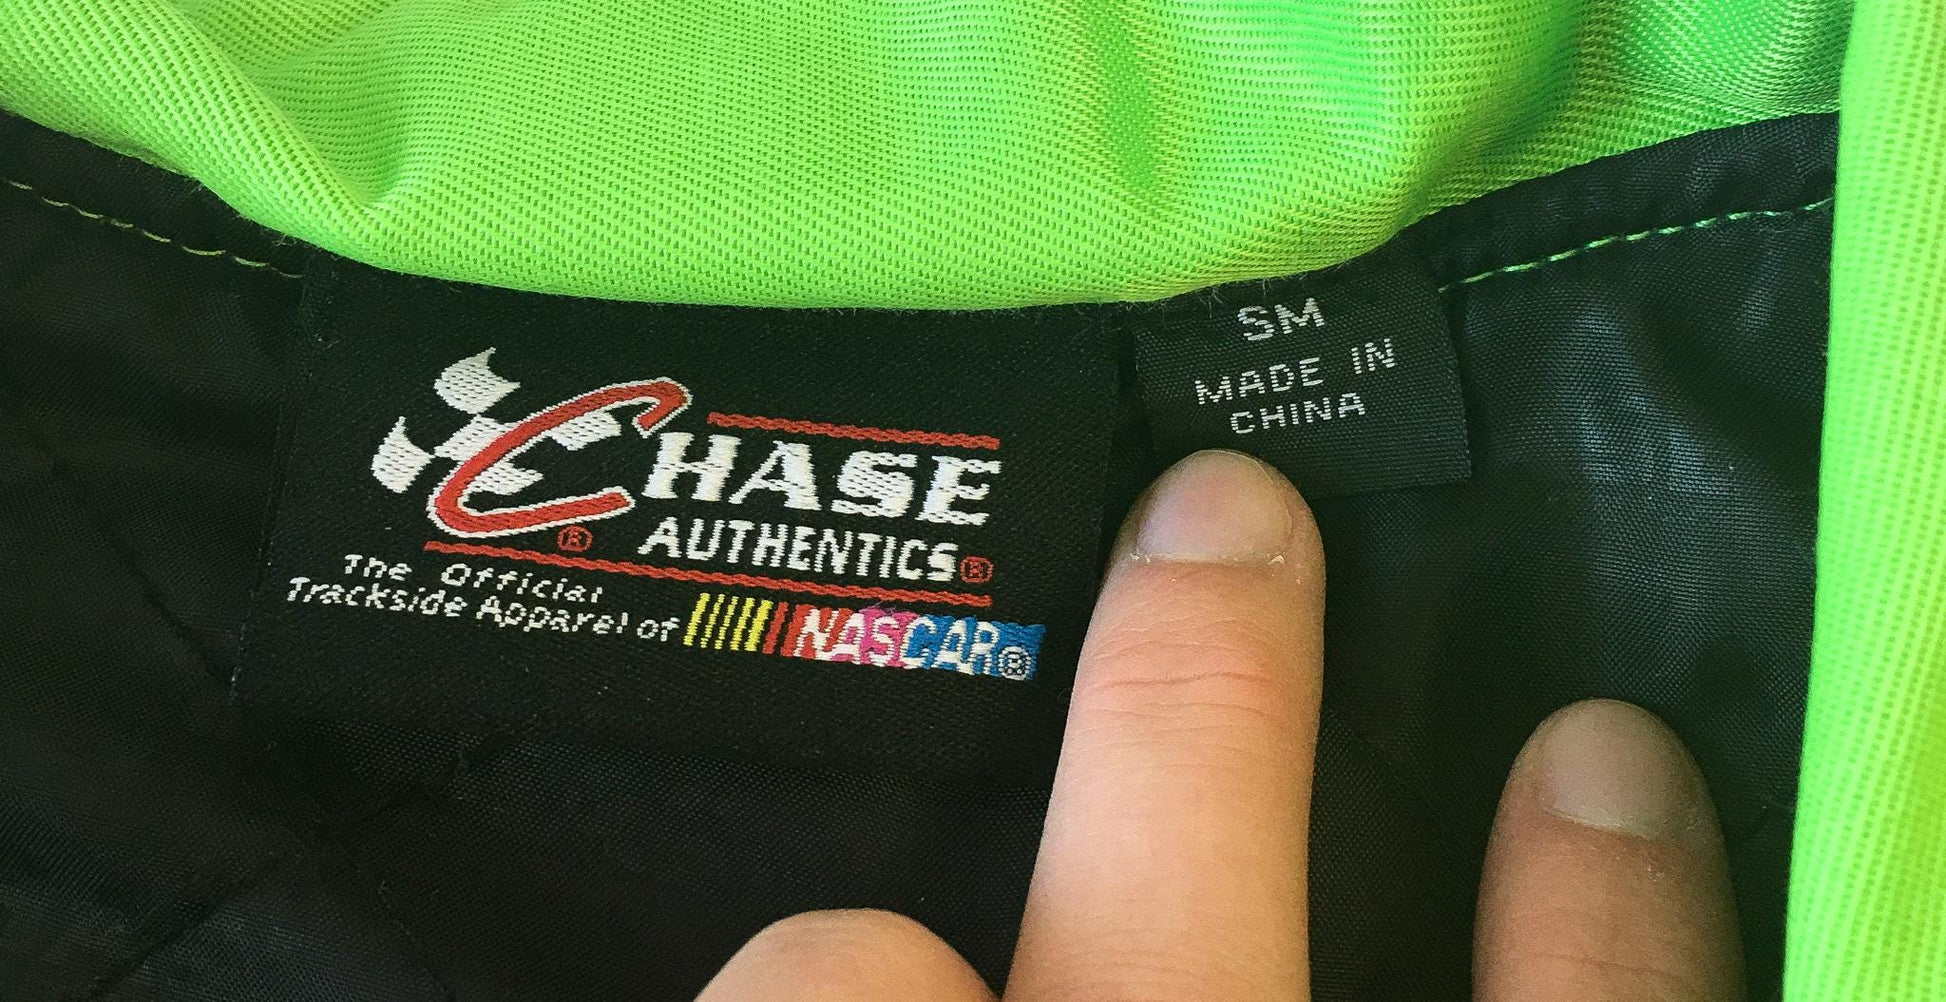 CHASE
AUTHENTICS®
®
The Official
Trackside Apparel of NASCAR®
SM
MADE IN
CHINA